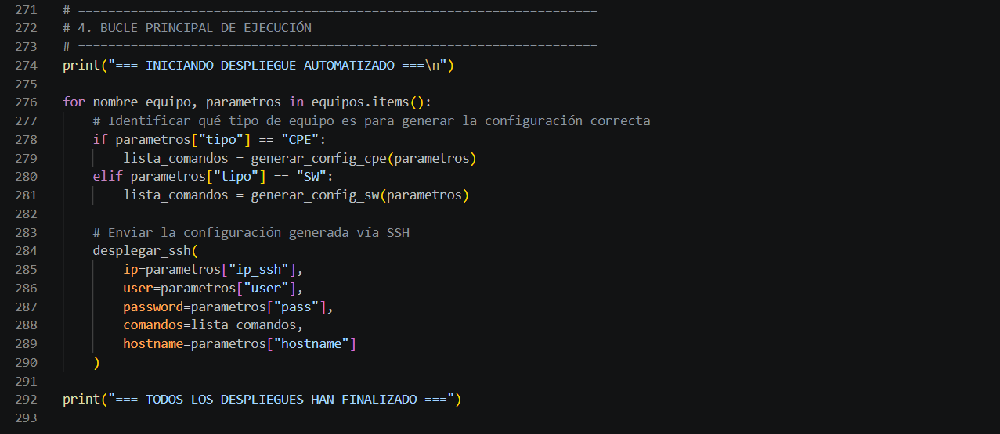 271 # =====================================================================
272 # 4. BUCLE PRINCIPAL DE EJECUCIÓN
273 # =====================================================================
274 print("=== INICIANDO DESPLIEGUE AUTOMATIZADO ===\n")
275
276 for nombre_equipo, parametros in equipos.items():
277     # Identificar qué tipo de equipo es para generar la configuración correcta
278     if parametros["tipo"] == "CPE":
279         lista_comandos = generar_config_cpe(parametros)
280     elif parametros["tipo"] == "SW":
281         lista_comandos = generar_config_sw(parametros)
282
283     # Enviar la configuración generada vía SSH
284     desplegar_ssh(
285         ip=parametros["ip_ssh"],
286         user=parametros["user"],
287         password=parametros["pass"],
288         comandos=lista_comandos,
289         hostname=parametros["hostname"]
290     )
291
292 print("=== TODOS LOS DESPLIEGUES HAN FINALIZADO ===")
293